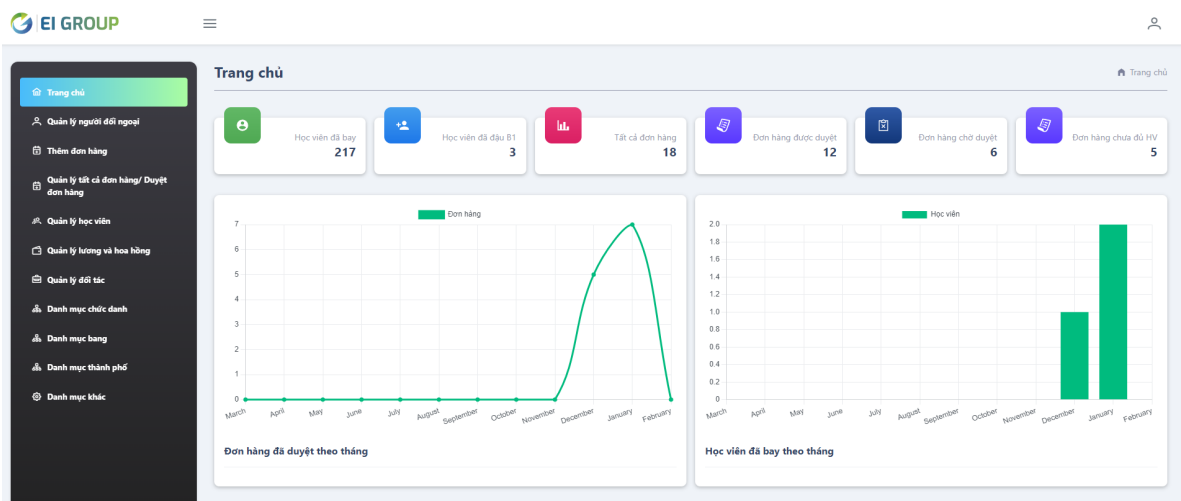 EI GROUP
Trang chủ
Quản lý người đối ngoại
Thêm đơn hàng
Quản lý tất cả đơn hàng/ Duyệt
đơn hàng
Quản lý học viên
Quản lý lương và hoa hồng
Quản lý đối tác
Danh mục chức danh
Danh mục bang
Danh mục thành phố
Danh mục khác
Trang chủ
Trang chủ
Học viên đã bay
217
Học viên đã đậu B1
3
Tất cả đơn hàng
18
Đơn hàng được duyệt
12
Đơn hàng chờ duyệt
6
Đơn hàng chưa đủ HV
5
Đơn hàng
7
6
5
4
3
2
1
0
March April May June July August September October November December January February
Đơn hàng đã duyệt theo tháng
Học viên
2.0
1.8
1.6
1.4
1.2
1.0
0.8
0.6
0.4
0.2
0
March April May June July August September October November December January February
Học viên đã bay theo tháng